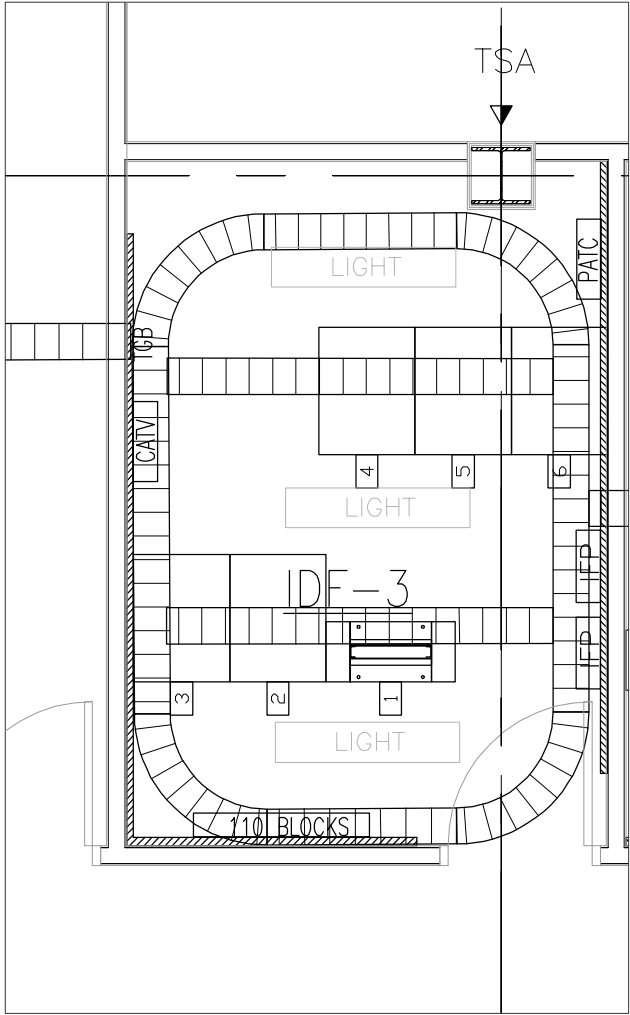 TSA
PATC
LIGHT
TGB
CATV
4
5
6
LIGHT
IFP
IDF-3
IFP
3
2
1
LIGHT
110 BLOCKS